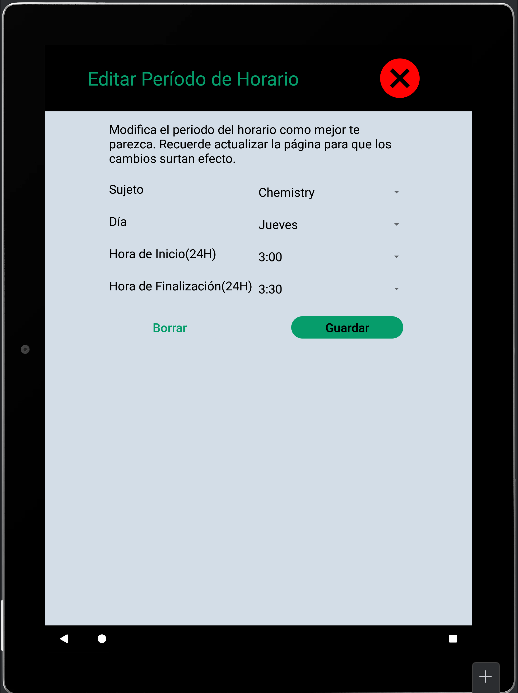 Editar Período de Horario
Modifica el periodo del horario como mejor te
parezca. Recuerde actualizar la página para que los
cambios surtan efecto.
Sujeto Chemistry
Día Jueves
Hora de Inicio(24H) 3:00
Hora de Finalización(24H) 3:30
Borrar Guardar